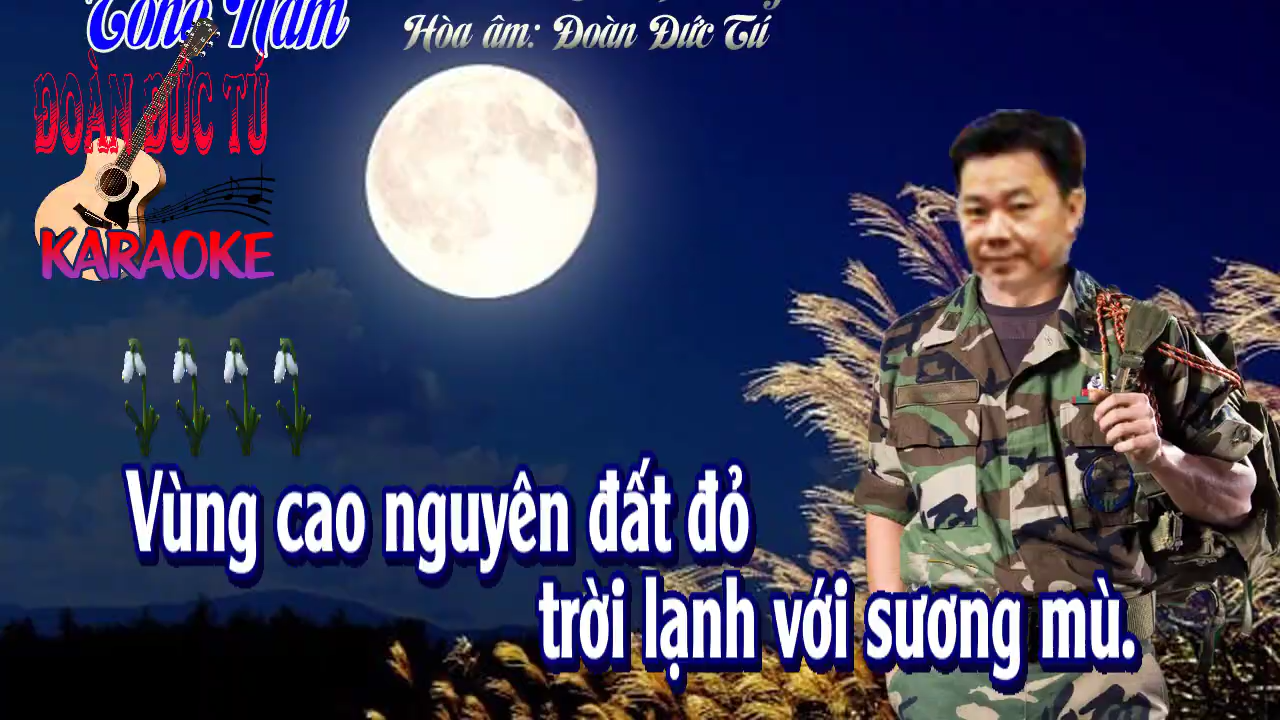 Tông Nam
Hòa âm: Đoàn Đức Tú
ĐOÀN ĐỨC TÚ
KARAOKE
Vùng cao nguyên đất đỏ
trời lạnh với sương mù.